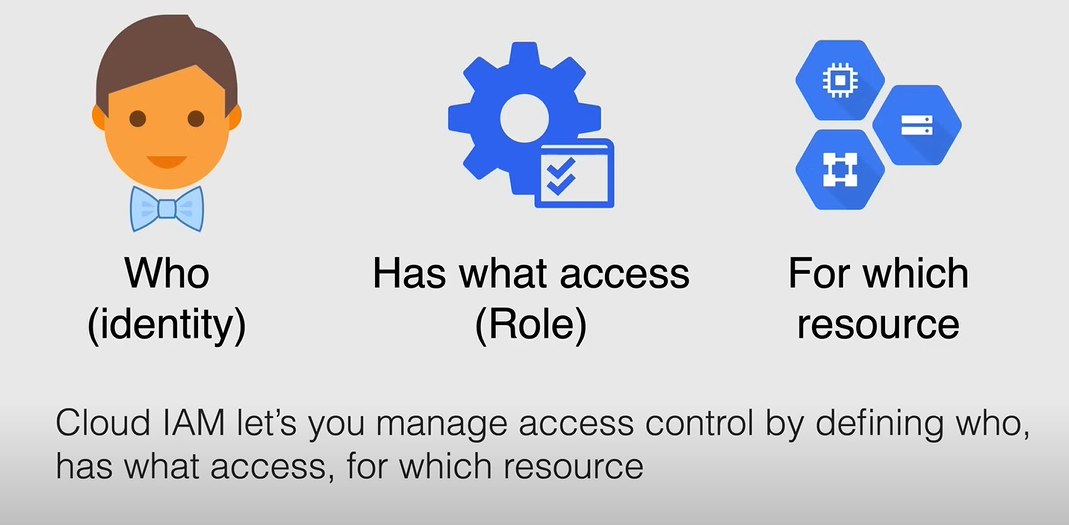 Who
(identity)
Has what access
(Role)
For which
resource
Cloud IAM let's you manage access control by defining who,
has what access, for which resource